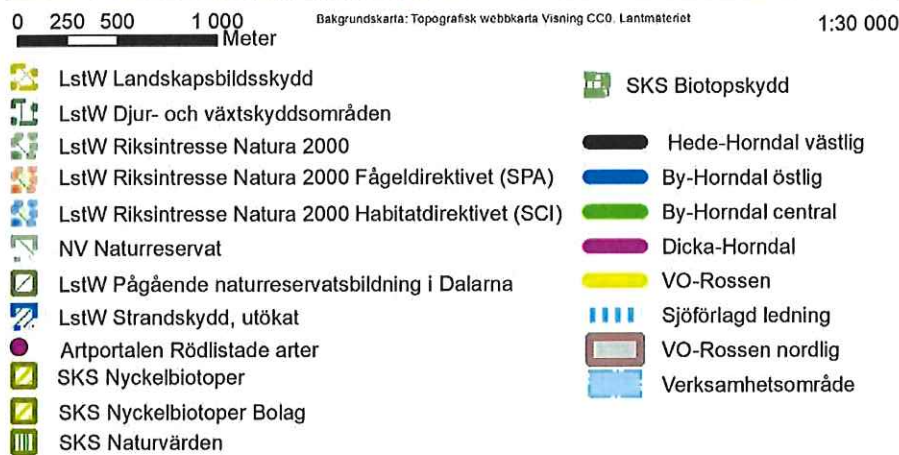 0 250 500 1 000
Meter
Bakgrundskarta: Topografisk webbkarta Visning CC0. Lantmäteriet
1:30 000
LstW Landskapsbildsskydd
LstW Djur- och växtskyddsområden
LstW Riksintresse Natura 2000
LstW Riksintresse Natura 2000 Fågeldirektivet (SPA)
LstW Riksintresse Natura 2000 Habitatdirektivet (SCI)
NV Naturreservat
LstW Pågående naturreservatsbildning i Dalarna
LstW Strandskydd, utökat
Artportalen Rödlistade arter
SKS Nyckelbiotoper
SKS Nyckelbiotoper Bolag
SKS Naturvärden
SKS Biotopskydd
Hede-Horndal västlig
By-Horndal östlig
By-Horndal central
Dicka-Horndal
VO-Rossen
Sjöförlagd ledning
VO-Rossen nordlig
Verksamhetsområde